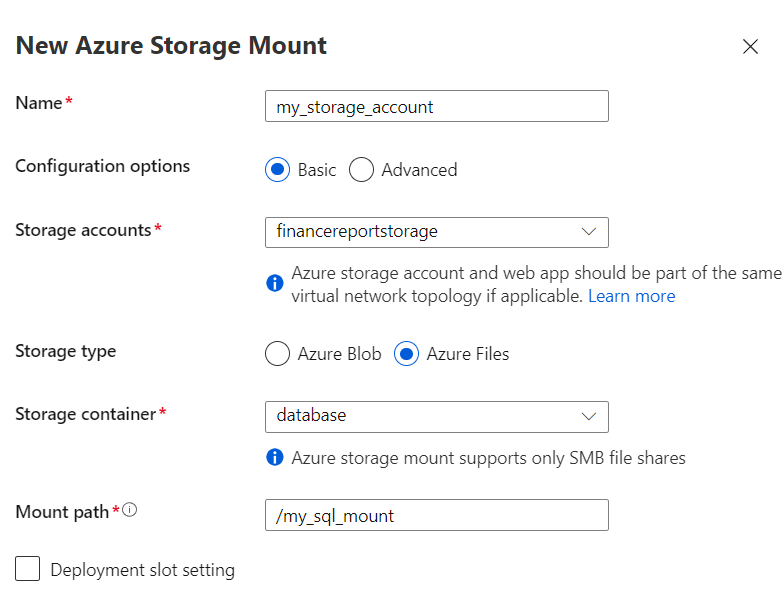 New Azure Storage Mount
Name*
my_storage_account
Configuration options
Basic
Advanced
Storage accounts*
financereportstorage
Azure storage account and web app should be part of the same
virtual network topology if applicable. Learn more
Storage type
Azure Blob
Azure Files
Storage container*
database
Azure storage mount supports only SMB file shares
Mount path*
/my_sql_mount
Deployment slot setting